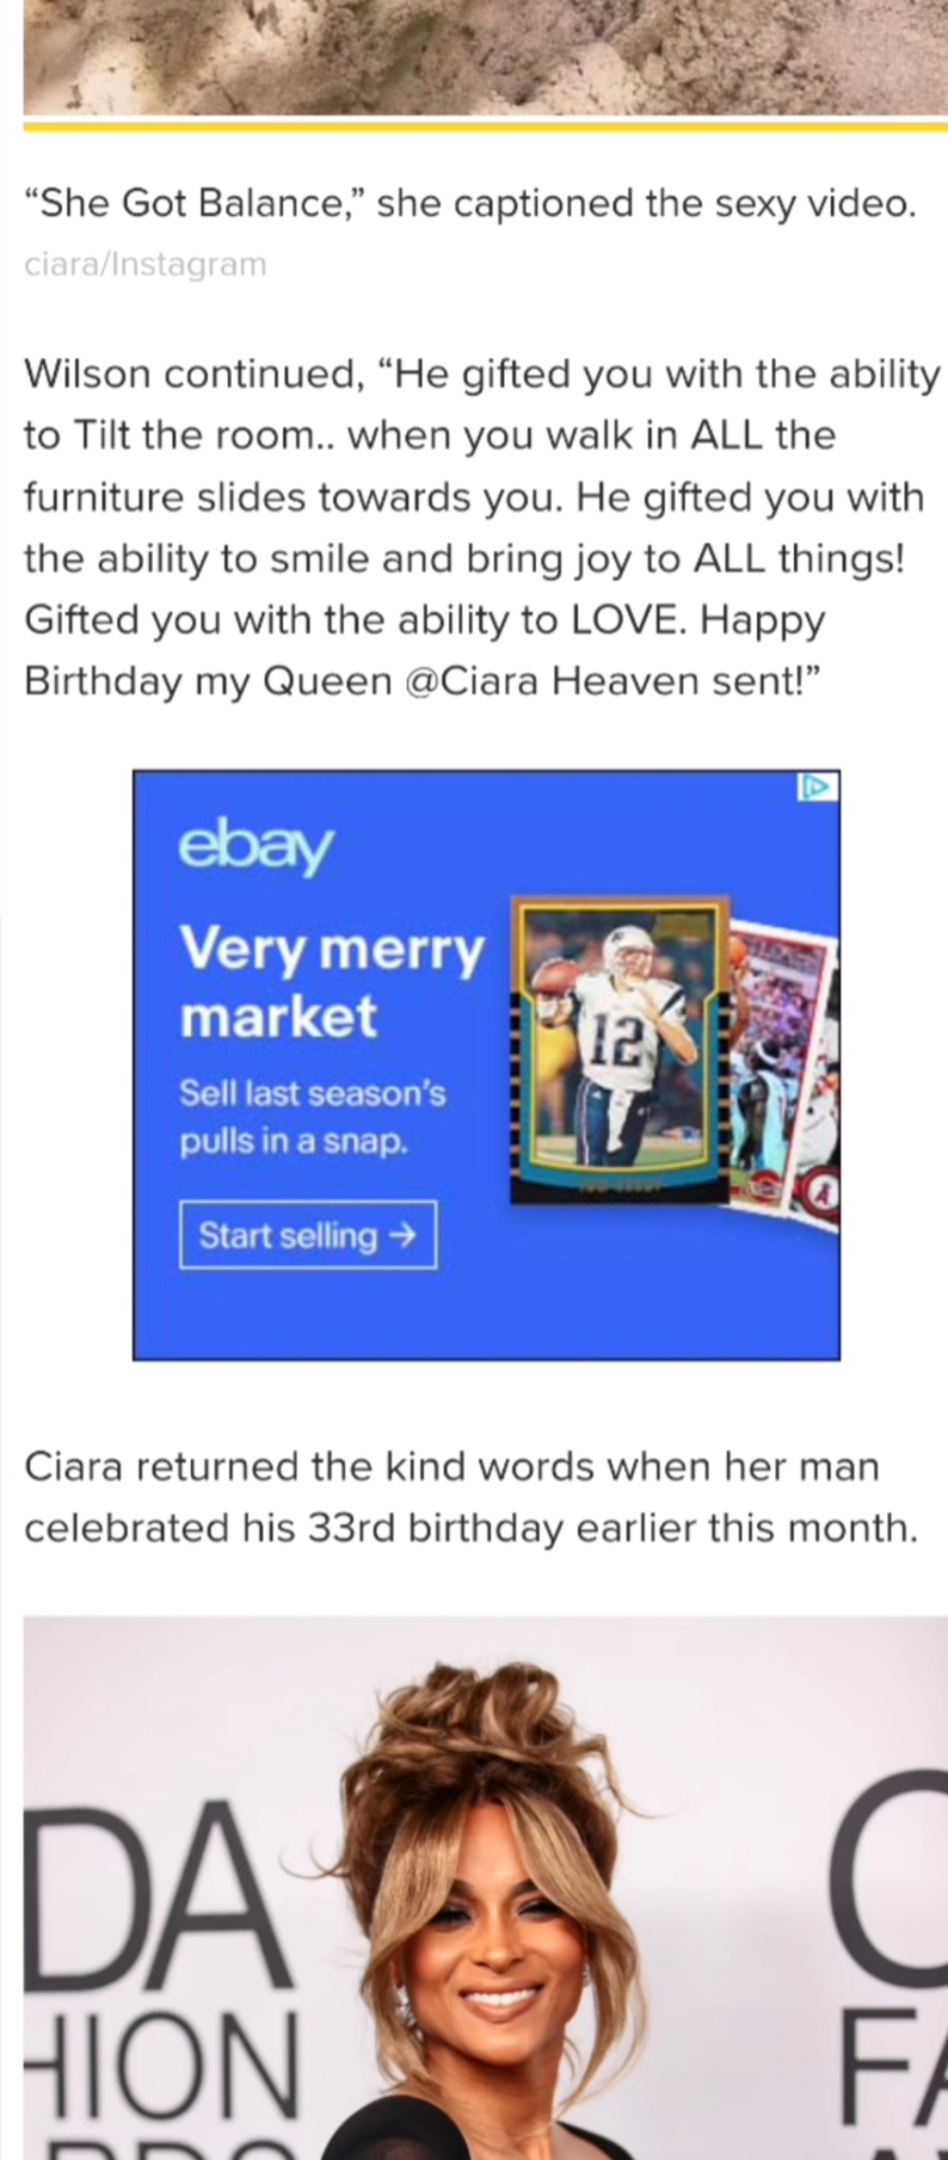 “She Got Balance,” she captioned the sexy video.
ciara/Instagram
Wilson continued, “He gifted you with the ability
to Tilt the room.. when you walk in ALL the
furniture slides towards you. He gifted you with
the ability to smile and bring joy to ALL things!
Gifted you with the ability to LOVE. Happy
Birthday my Queen @Ciara Heaven sent!”
ebay
Very merry
market
Sell last season’s
pulls in a snap.
Start selling →
12
A
Ciara returned the kind words when her man
celebrated his 33rd birthday earlier this month.
DA
HION
C
FA